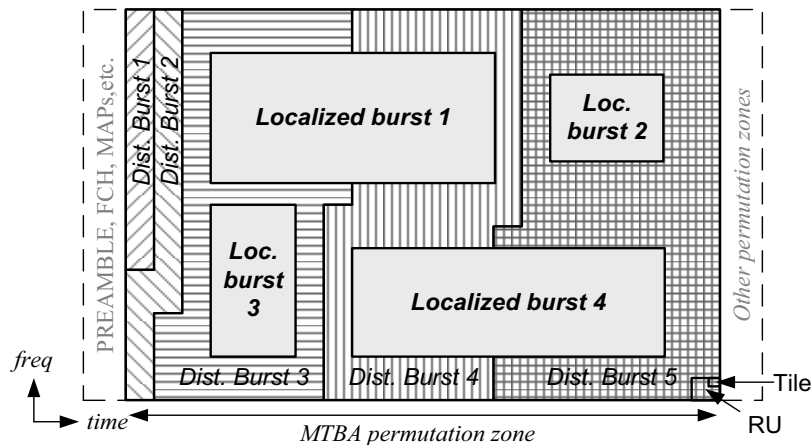 PREAMBLE, FCH, MAPs,etc.
Dist. Burst 1
Dist. Burst 2
Localized burst 1
Loc.
burst 2
Loc.
burst
3
Localized burst 4
Dist. Burst 3
Dist. Burst 4
Dist. Burst 5
Other permutation zones
freq
time
MTBA permutation zone
Tile
RU